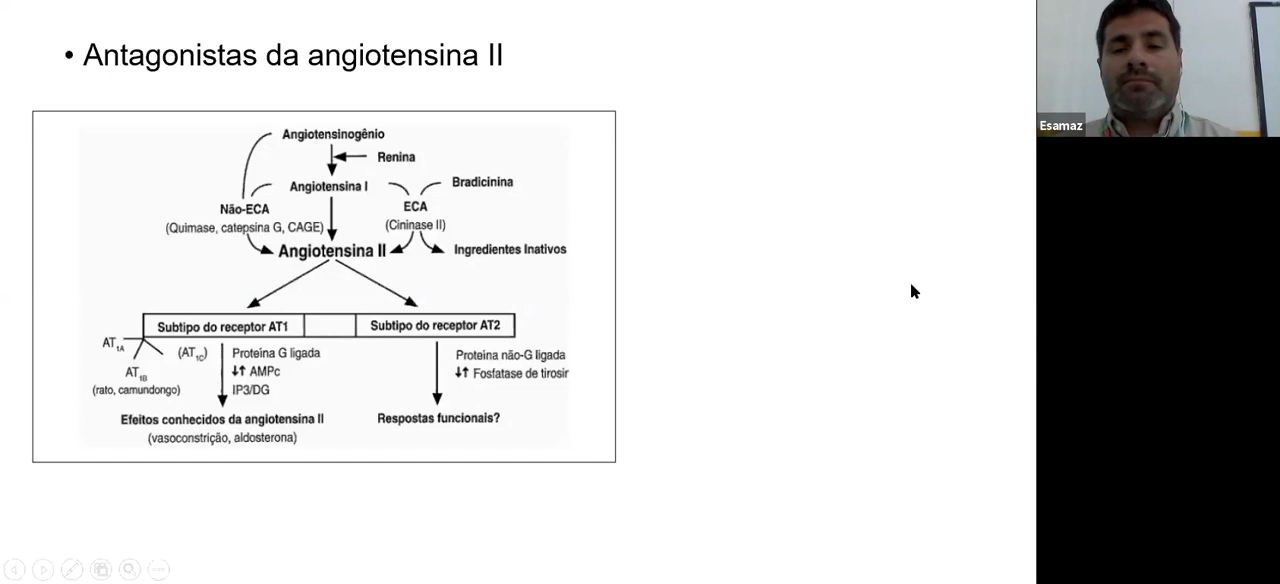 • Antagonistas da angiotensina II
Angiotensinogênio
Renina
Angiotensina I
Bradicinina
Não-ECA
(Quimase, catepsina G, CAGE)
ECA
(Cininase II)
Angiotensina II
Ingredientes Inativos
Subtipo do receptor AT1
Subtipo do receptor AT2
AT1A
(AT1C)
AT1B
(rato, camundongo)
Proteína G ligada
↓↑ AMPc
IP3/DG
Proteína não-G ligada
↓↑ Fosfatase de tirosir
Efeitos conhecidos da angiotensina II
(vasoconstrição, aldosterona)
Respostas funcionais?
Esamaz